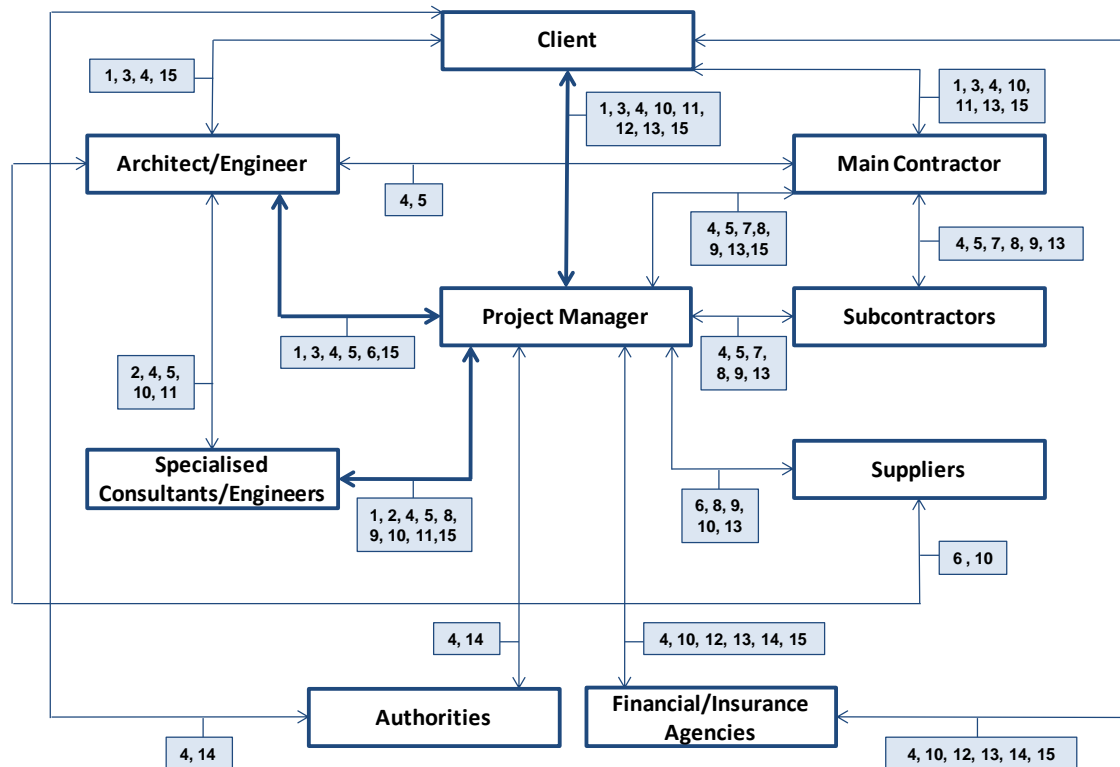 Client
1, 3, 4, 15
1, 3, 4, 10, 11,
12, 13, 15
1, 3, 4, 10,
11, 13, 15
Architect/Engineer
Main Contractor
4, 5
4, 5, 7,8,
9, 13,15
4, 5, 7, 8, 9, 13
Project Manager
Subcontractors
1, 3, 4, 5, 6,15
4, 5, 7,
8, 9, 13
2, 4, 5,
10, 11
Specialised
Consultants/Engineers
Suppliers
1, 2, 4, 5, 8,
9, 10, 11,15
6, 8, 9,
10, 13
6 , 10
4, 14
4, 10, 12, 13, 14, 15
Authorities
Financial/Insurance
Agencies
4, 14
4, 10, 12, 13, 14, 15